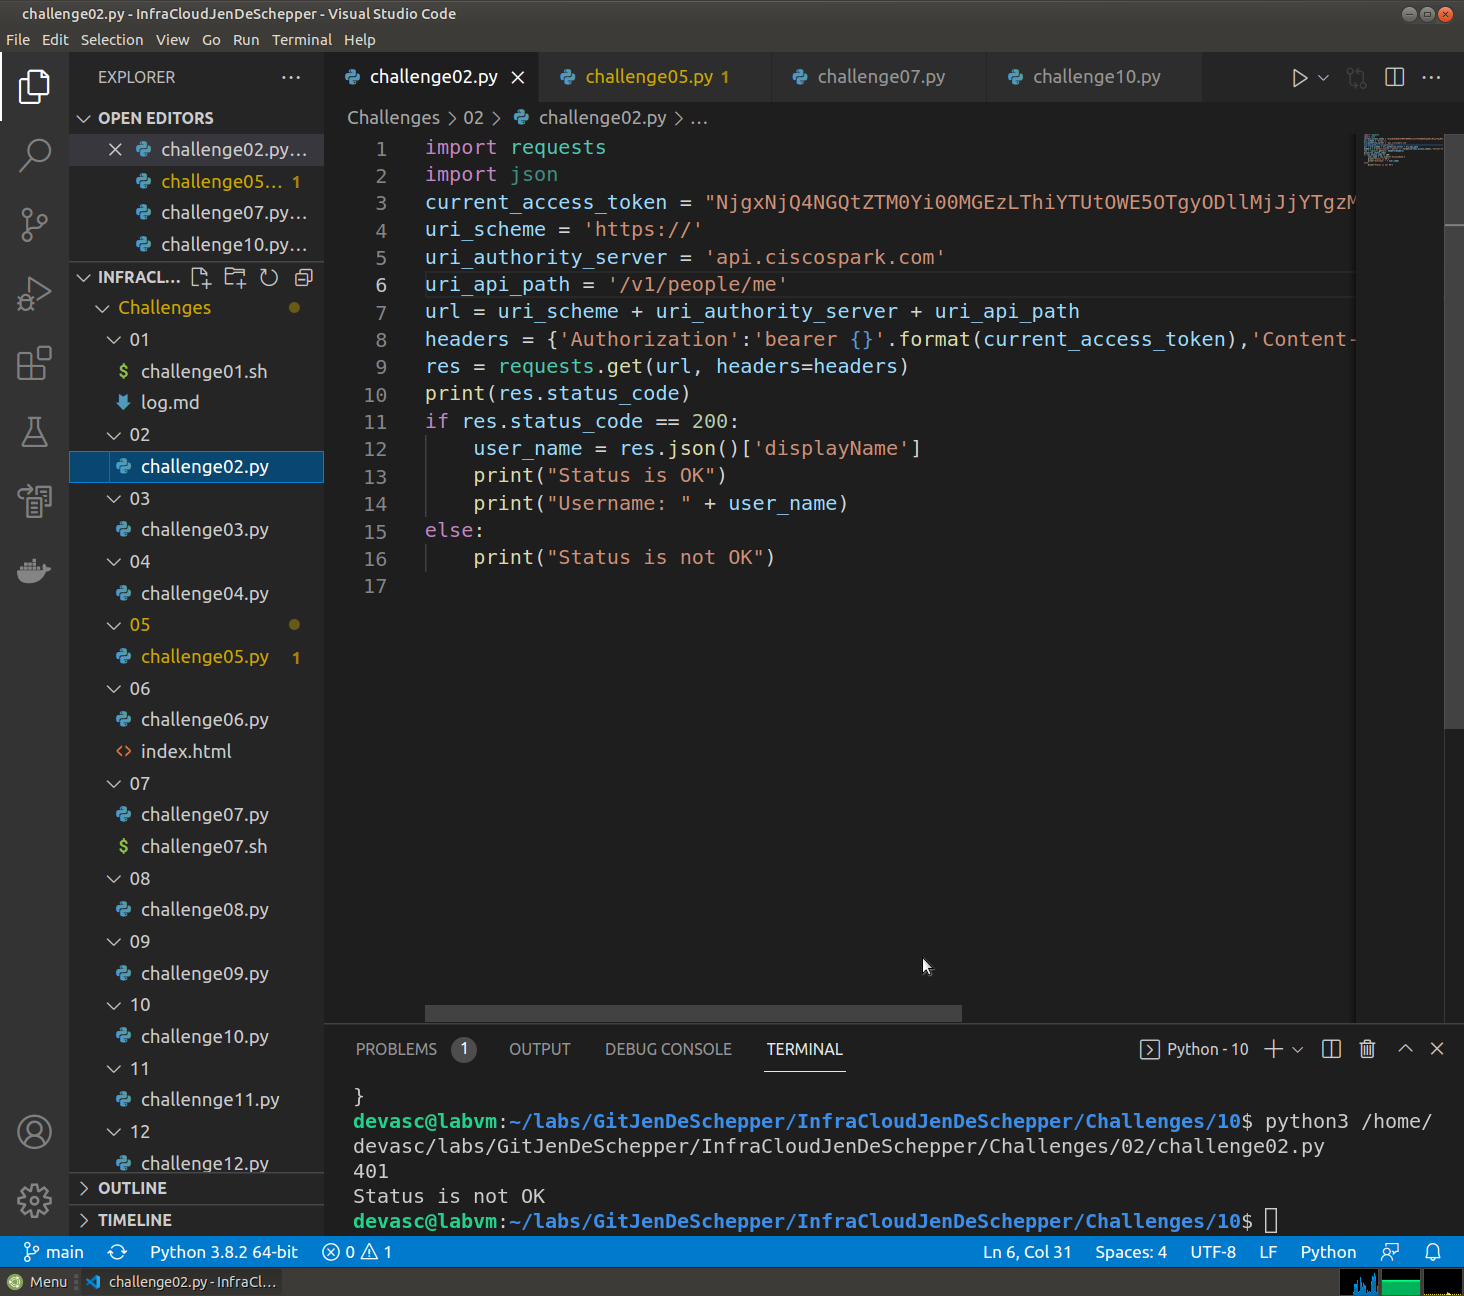 challenge02.py - InfraCloudJenDeSchepper - Visual Studio Code
File Edit Selection View Go Run Terminal Help
EXPLORER
OPEN EDITORS
challenge02.py...
challenge05... 1
challenge07.py...
challenge10.py...
INFRACL...
Challenges
01
challenge01.sh
log.md
02
challenge02.py
03
challenge03.py
04
challenge04.py
05
challenge05.py 1
06
challenge06.py
index.html
07
challenge07.py
challenge07.sh
08
challenge08.py
09
challenge09.py
10
challenge10.py
11
challennge11.py
12
challenge12.py
OUTLINE
TIMELINE
challenge02.py challenge05.py 1 challenge07.py challenge10.py
Challenges > 02 > challenge02.py > ...
1 import requests
2 import json
3 current_access_token = "NjgxNjQ4NGQtZTM0Yi00MGEzLThiYTUtOWE5OTgyODllMjJjYTgzM
4 uri_scheme = 'https://'
5 uri_authority_server = 'api.ciscospark.com'
6 uri_api_path = '/v1/people/me'
7 url = uri_scheme + uri_authority_server + uri_api_path
8 headers = {'Authorization':'bearer {}'.format(current_access_token),'Content-
9 res = requests.get(url, headers=headers)
10 print(res.status_code)
11 if res.status_code == 200:
12 user_name = res.json()['displayName']
13 print("Status is OK")
14 print("Username: " + user_name)
15 else:
16 print("Status is not OK")
17
PROBLEMS 1 OUTPUT DEBUG CONSOLE TERMINAL Python - 10
}
devasc@labvm:~/labs/GitJenDeSchepper/InfraCloudJenDeSchepper/Challenges/10$ python3 /home/
devasc/labs/GitJenDeSchepper/InfraCloudJenDeSchepper/Challenges/02/challenge02.py
401
Status is not OK
devasc@labvm:~/labs/GitJenDeSchepper/InfraCloudJenDeSchepper/Challenges/10$
main Python 3.8.2 64-bit 0 1 Ln 6, Col 31 Spaces: 4 UTF-8 LF Python
Menu challenge02.py - InfraCl...